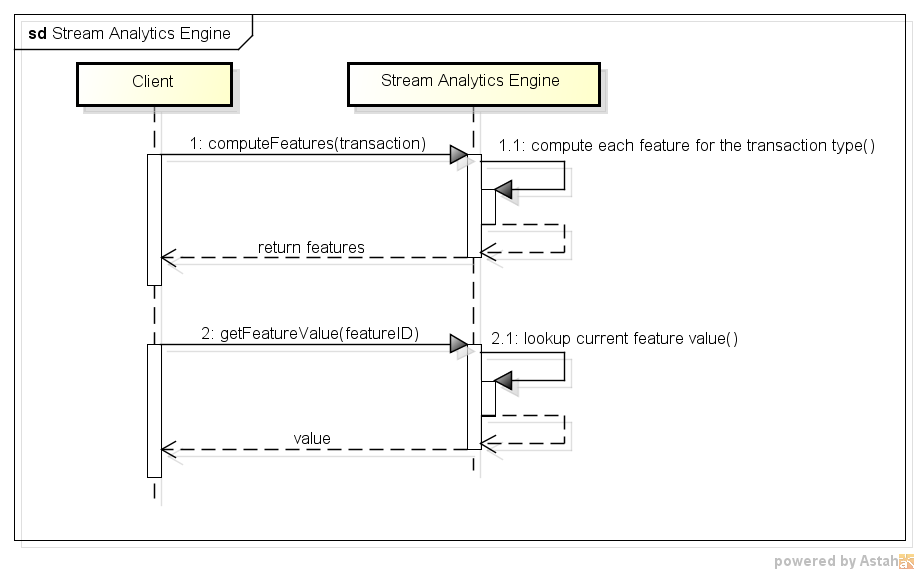 sd Stream Analytics Engine
Client
Stream Analytics Engine
1: computeFeatures(transaction)
1.1: compute each feature for the transaction type()
return features
2: getFeatureValue(featureID)
2.1: lookup current feature value()
value
powered by Astah